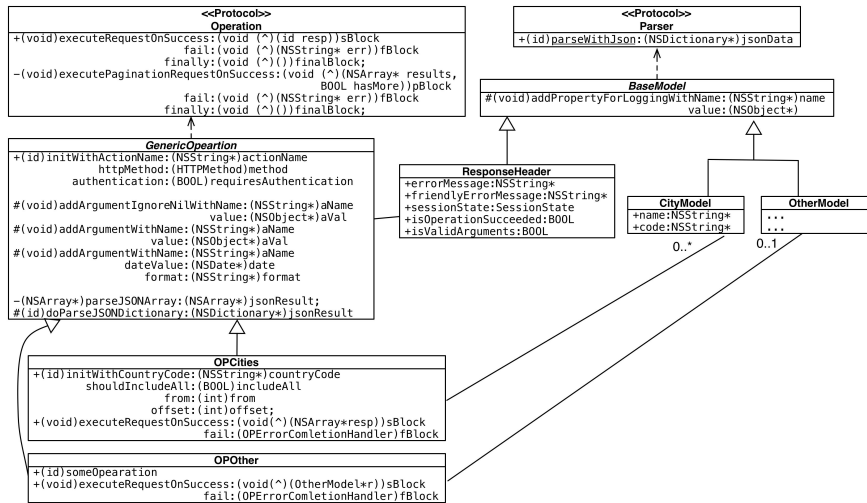 <<Protocol>>
Operation
+(void)executeRequestOnSuccess:(void (^)(id resp))sBlock
fail:(void (^)(NSString* err))fBlock
finally:(void (^)())finalBlock;
-(void)executePaginationRequestOnSuccess:(void (^)(NSArray* results,
BOOL hasMore))pBlock
fail:(void (^)(NSString* err))fBlock
finally:(void (^)())finalBlock;
<<Protocol>>
Parser
+(id)parseWithJson:(NSDictionary*)jsonData
BaseModel
#(void)addPropertyForLoggingWithName:(NSString*)name
value:(NSObject*)
GenericOpeartion
+(id)initWithActionName:(NSString*)actionName
httpMethod:(HTTPMethod)method
authentication:(BOOL)requiresAuthentication
#(void)addArgumentIgnoreNilWithName:(NSString*)aName
value:(NSObject*)aVal
#(void)addArgumentWithName:(NSString*)aName
value:(NSObject*)aVal
#(void)addArgumentWithName:(NSString*)aName
dateValue:(NSDate*)date
format:(NSString*)format
-(NSArray*)parseJSONArray:(NSArray*)jsonResult;
#(id)doParseJSONDictionary:(NSDictionary*)jsonResult
ResponseHeader
+errorMessage:NSString*
+friendlyErrorMessage:NSString*
+sessionState:SessionState
+isOperationSucceeded:BOOL
+isValidArguments:BOOL
CityModel
+name:NSString*
+code:NSString*
OtherModel
...
...
0..*
0..1
OPCities
+(id)initWithCountryCode:(NSString*)countryCode
shouldIncludeAll:(BOOL)includeAll
from:(int)from
offset:(int)offset;
+(void)executeRequestOnSuccess:(void(^)(NSArray*resp))sBlock
fail:(OPErrorComletionHandler)fBlock
OPOther
+(id)someOpearation
+(void)executeRequestOnSuccess:(void(^)(OtherModel*r))sBlock
fail:(OPErrorComletionHandler)fBlock